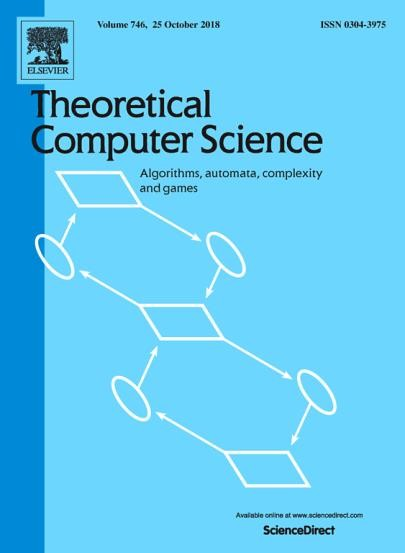 Volume 746, 25 October 2018 ISSN 0304-3975
ELSEVIER
Theoretical
Computer Science
Algorithms, automata, complexity
and games
Available online at www.sciencedirect.com
ScienceDirect